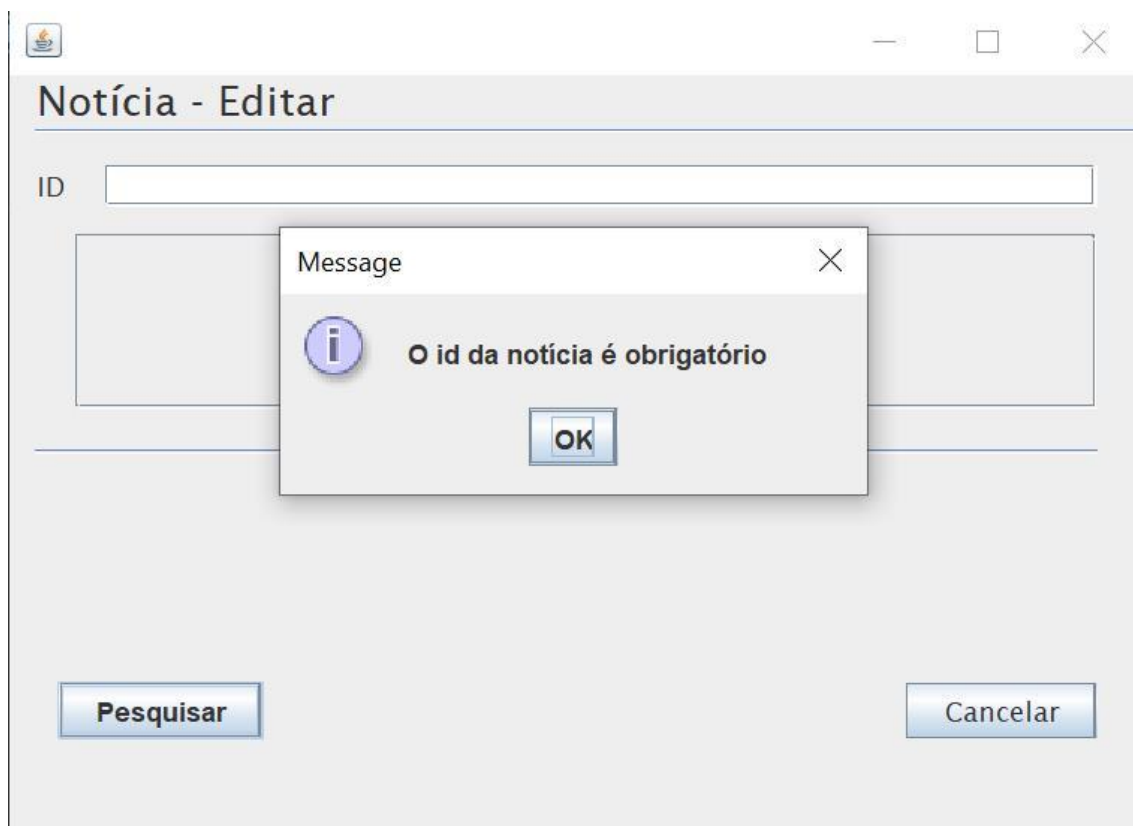 Notícia - Editar
ID
Message
i
O id da notícia é obrigatório
OK
Pesquisar
Cancelar